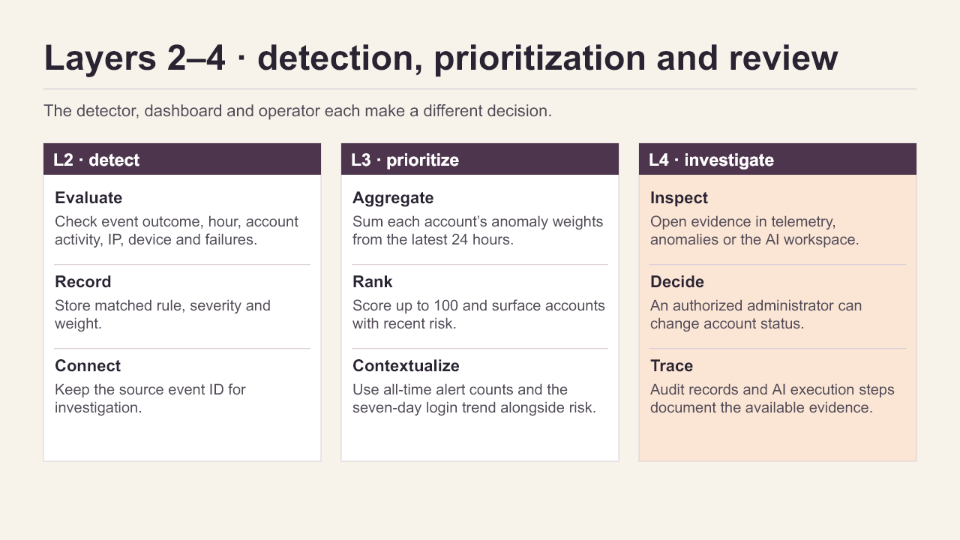 Layers 2–4 · detection, prioritization and review
The detector, dashboard and operator each make a different decision.
L2 · detect
Evaluate
Check event outcome, hour, account
activity, IP, device and failures.
Record
Store matched rule, severity and
weight.
Connect
Keep the source event ID for
investigation.
L3 · prioritize
Aggregate
Sum each account's anomaly weights
from the latest 24 hours.
Rank
Score up to 100 and surface accounts
with recent risk.
Contextualize
Use all-time alert counts and the
seven-day login trend alongside risk.
L4 · investigate
Inspect
Open evidence in telemetry,
anomalies or the AI workspace.
Decide
An authorized administrator can
change account status.
Trace
Audit records and AI execution steps
document the available evidence.